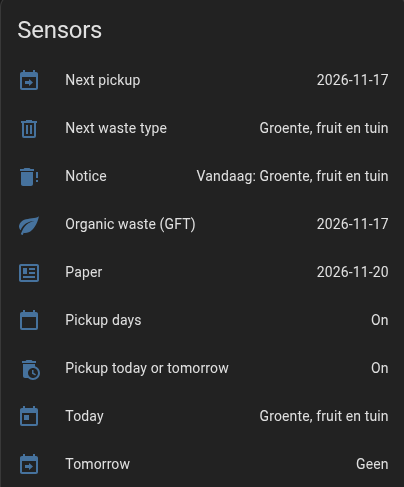 Sensors
Next pickup 2026-11-17
Next waste type Groente, fruit en tuin
Notice Vandaag: Groente, fruit en tuin
Organic waste (GFT) 2026-11-17
Paper 2026-11-20
Pickup days On
Pickup today or tomorrow On
Today Groente, fruit en tuin
Tomorrow Geen